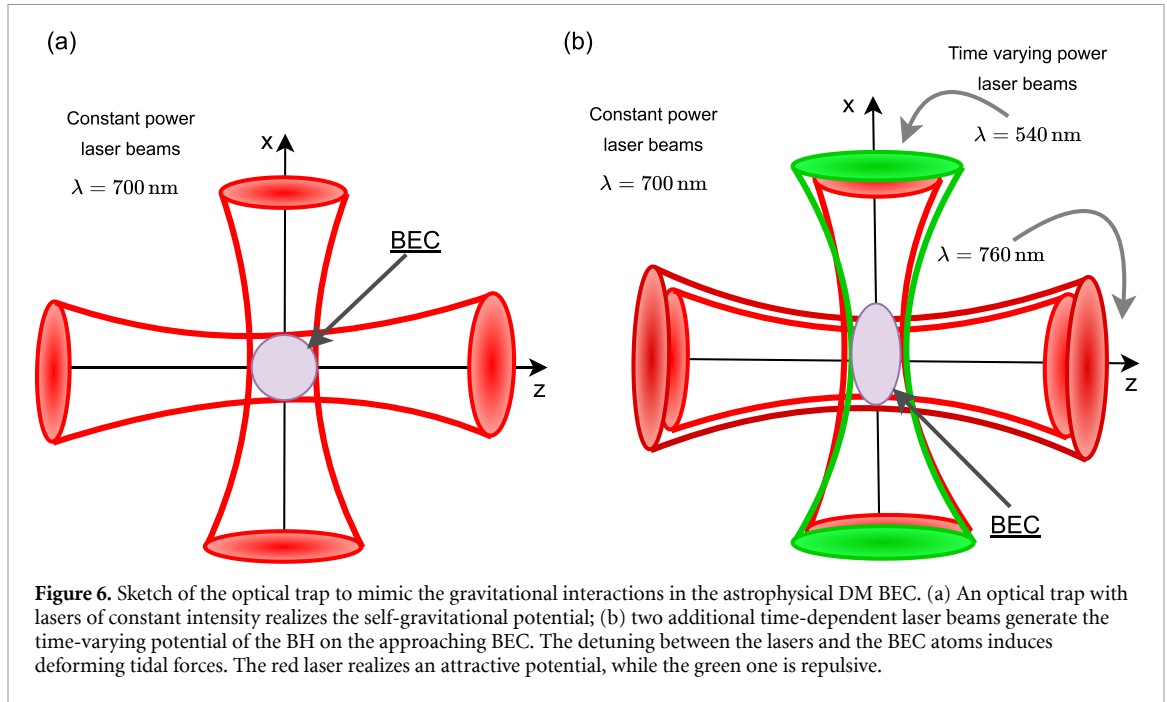 (a)
Constant power
laser beams
λ = 700 nm
x
BEC
z
(b)
Time varying power
laser beams
λ = 540 nm
Constant power
laser beams
λ = 700 nm
x
λ = 760 nm
z
BEC
Figure 6. Sketch of the optical trap to mimic the gravitational interactions in the astrophysical DM BEC. (a) An optical trap with
lasers of constant intensity realizes the self-gravitational potential; (b) two additional time-dependent laser beams generate the
time-varying potential of the BH on the approaching BEC. The detuning between the lasers and the BEC atoms induces
deforming tidal forces. The red laser realizes an attractive potential, while the green one is repulsive.